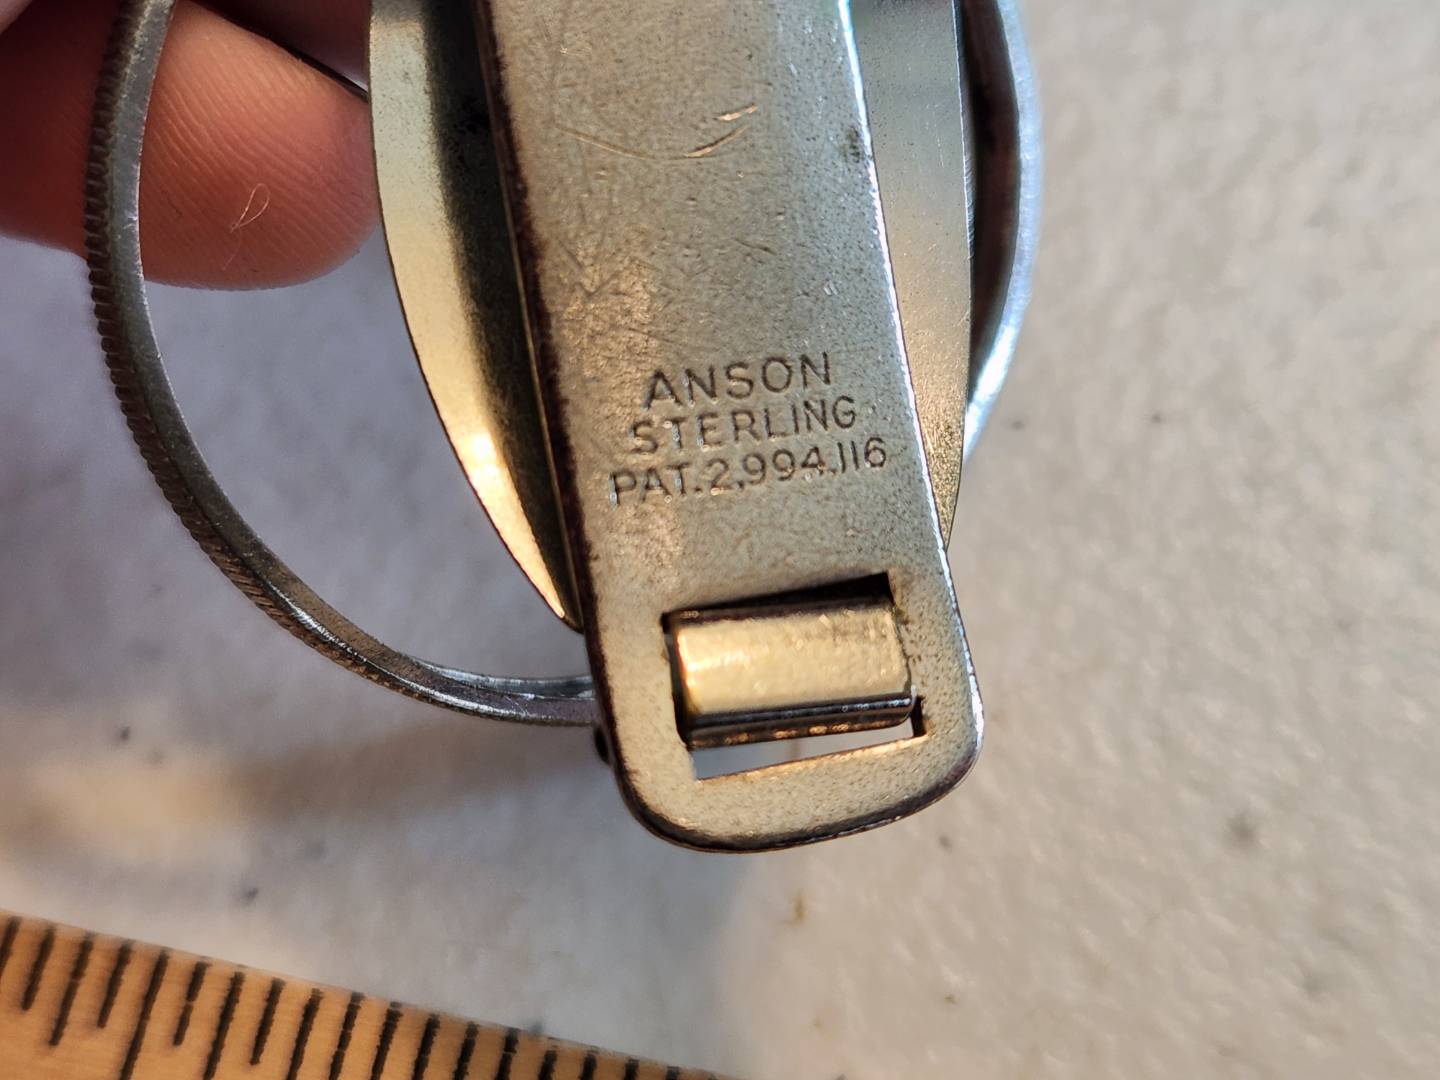 ANSON
STERLING
PAT.2,994,116